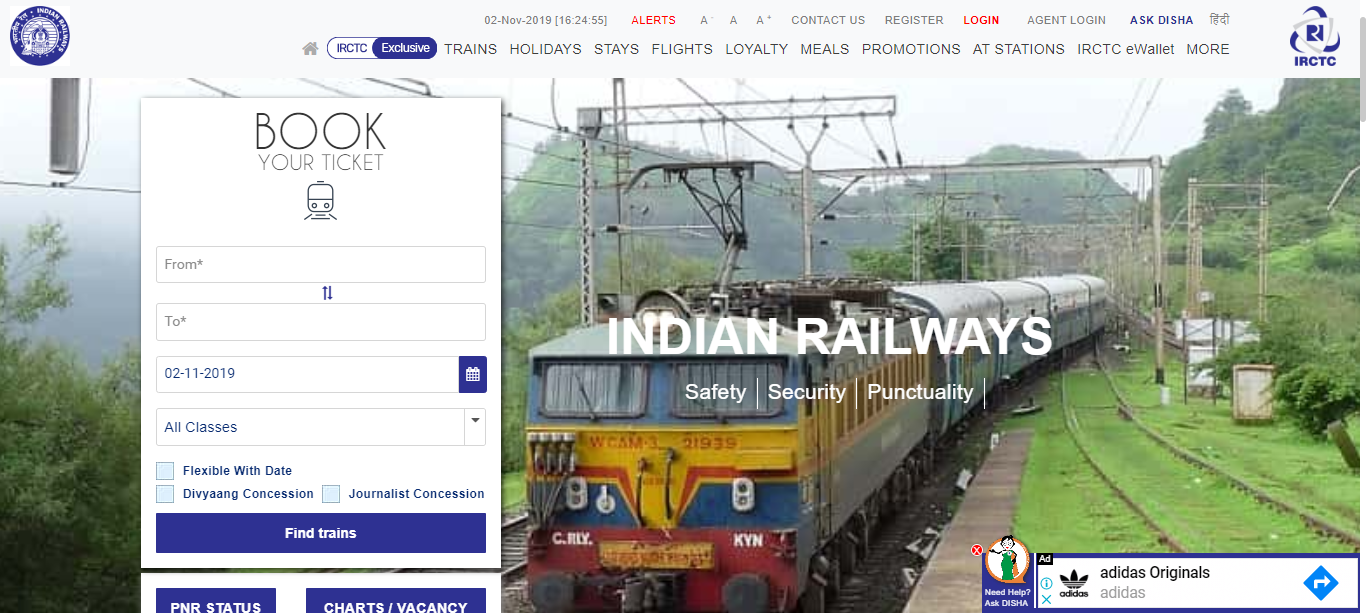 INDIAN RAILWAYS
02-Nov-2019 [16:24:55] ALERTS A- A A+ CONTACT US REGISTER LOGIN AGENT LOGIN ASK DISHA हिंदी
IRCTC Exclusive TRAINS HOLIDAYS STAYS FLIGHTS LOYALTY MEALS PROMOTIONS AT STATIONS IRCTC eWallet MORE
IRCTC
BOOK
YOUR TICKET
From*
To*
02-11-2019
All Classes
Flexible With Date
Divyaang Concession Journalist Concession
Find trains
PNR STATUS CHARTS / VACANCY
INDIAN RAILWAYS
Safety Security Punctuality
WCAM-3 21939
C.RLY. KYN
Need Help?
Ask DISHA
Ad
adidas
adidas Originals
adidas